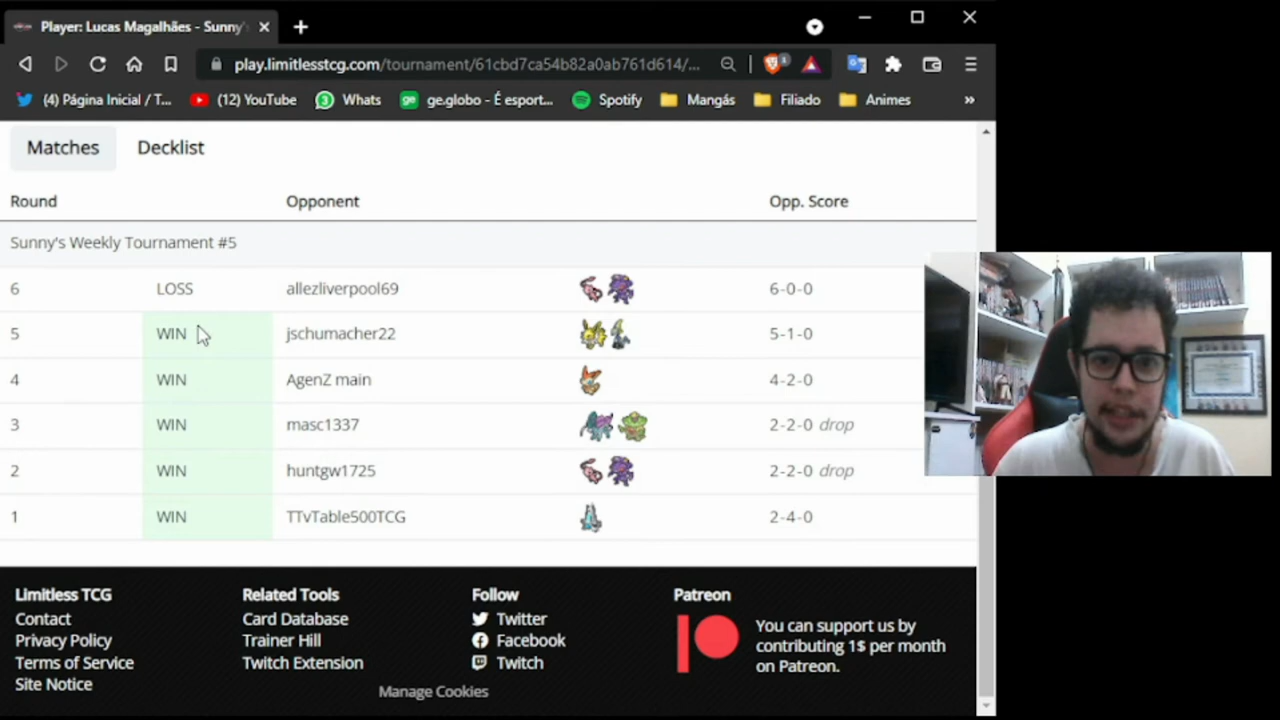 Player: Lucas Magalhães - Sunny'
play.limitlesstcg.com/tournament/61cbd7ca54b82a0ab761d614/...
(4) Página Inicial / T... (12) YouTube Whats ge.globo - É esport... Spotify Mangás Filiado Animes »
Matches Decklist
Round Opponent Opp. Score
Sunny's Weekly Tournament #5
6 LOSS allezliverpool69 6-0-0
5 WIN jschumacher22 5-1-0
4 WIN AgenZ main 4-2-0
3 WIN masc1337 2-2-0 drop
2 WIN huntgw1725 2-2-0 drop
1 WIN TTvTable500TCG 2-4-0
Limitless TCG
Contact
Privacy Policy
Terms of Service
Site Notice
Related Tools
Card Database
Trainer Hill
Twitch Extension
Follow
Twitter
Facebook
Twitch
Patreon
You can support us by
contributing 1$ per month
on Patreon.
Manage Cookies